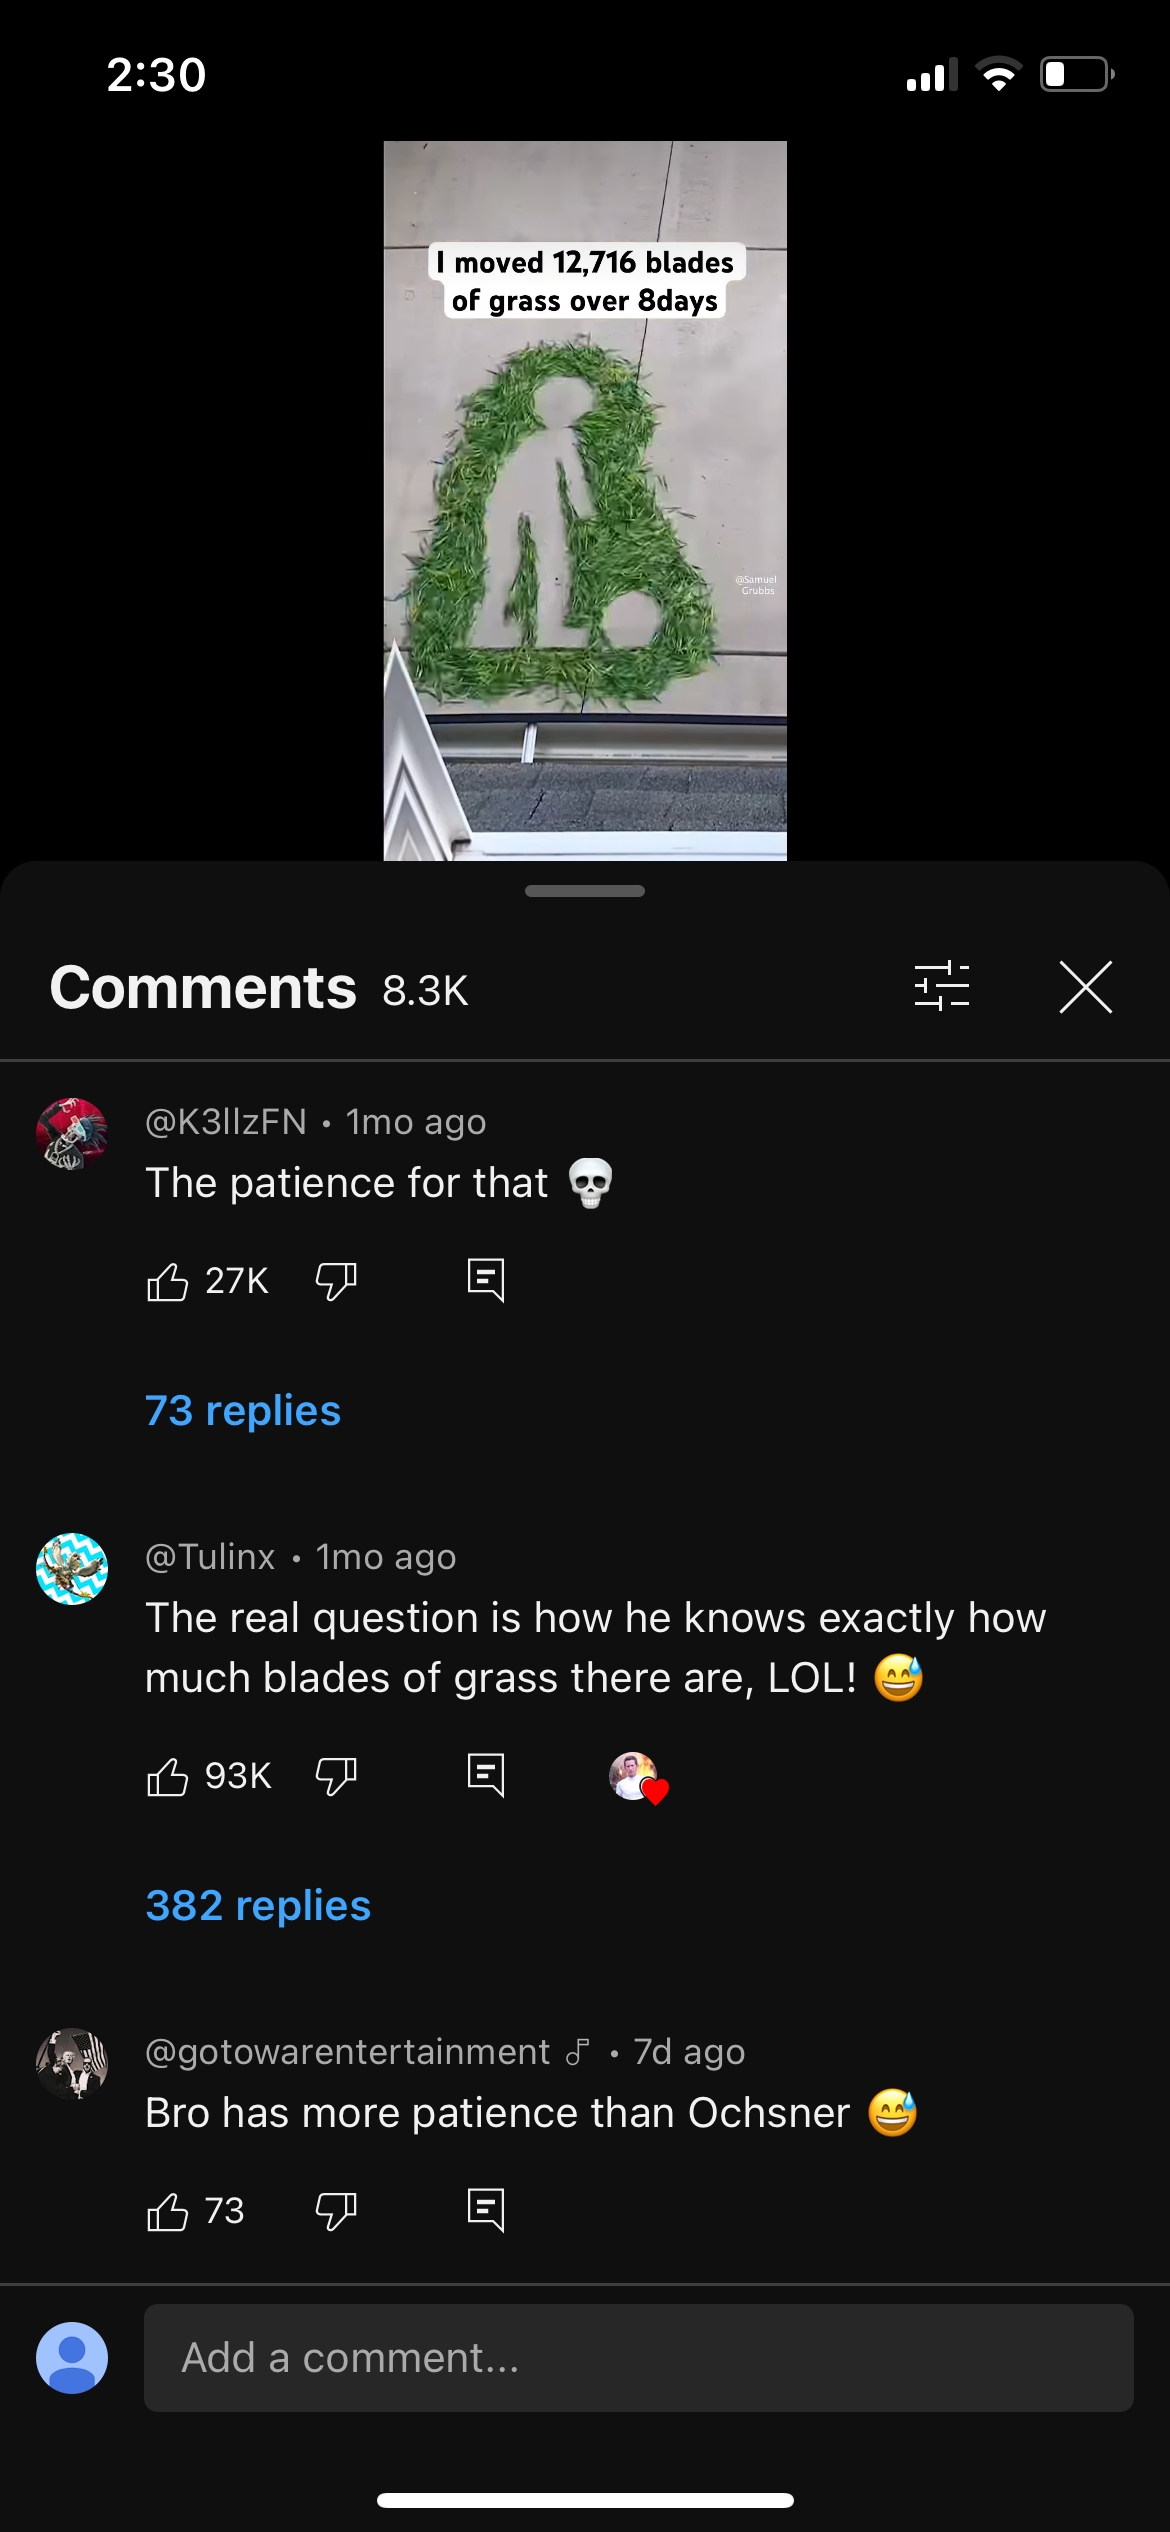 2:30
I moved 12,716 blades
of grass over 8days
@Samuel
Grubbs
Comments 8.3K
@K3llzFN • 1mo ago
The patience for that 💀
27K
73 replies
@Tulinx • 1mo ago
The real question is how he knows exactly how
much blades of grass there are, LOL! 😅
93K
382 replies
@gotowarentertainment • 7d ago
Bro has more patience than Ochsner 😅
73
Add a comment...